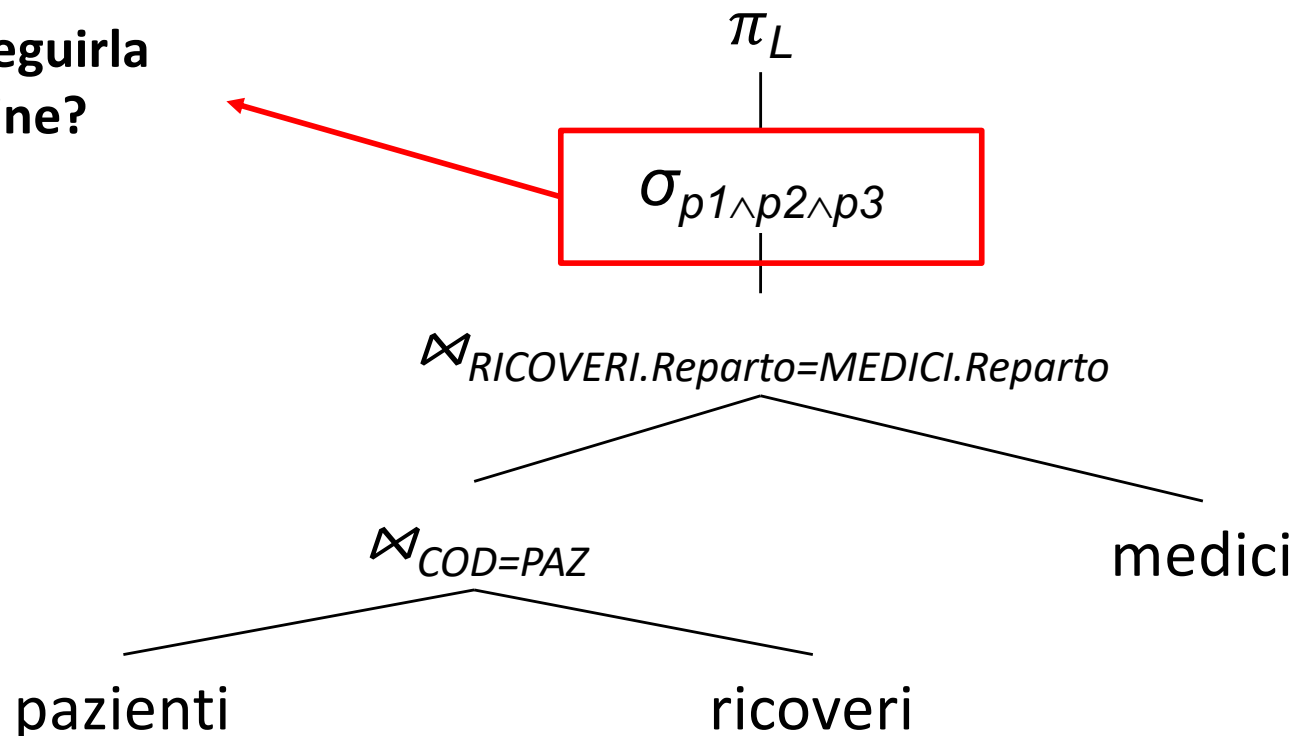 eguirla
ne?
π_L
σ_p1∧p2∧p3
⋈_RICOVERI.Reparto=MEDICI.Reparto
⋈_COD=PAZ
medici
pazienti
ricoveri